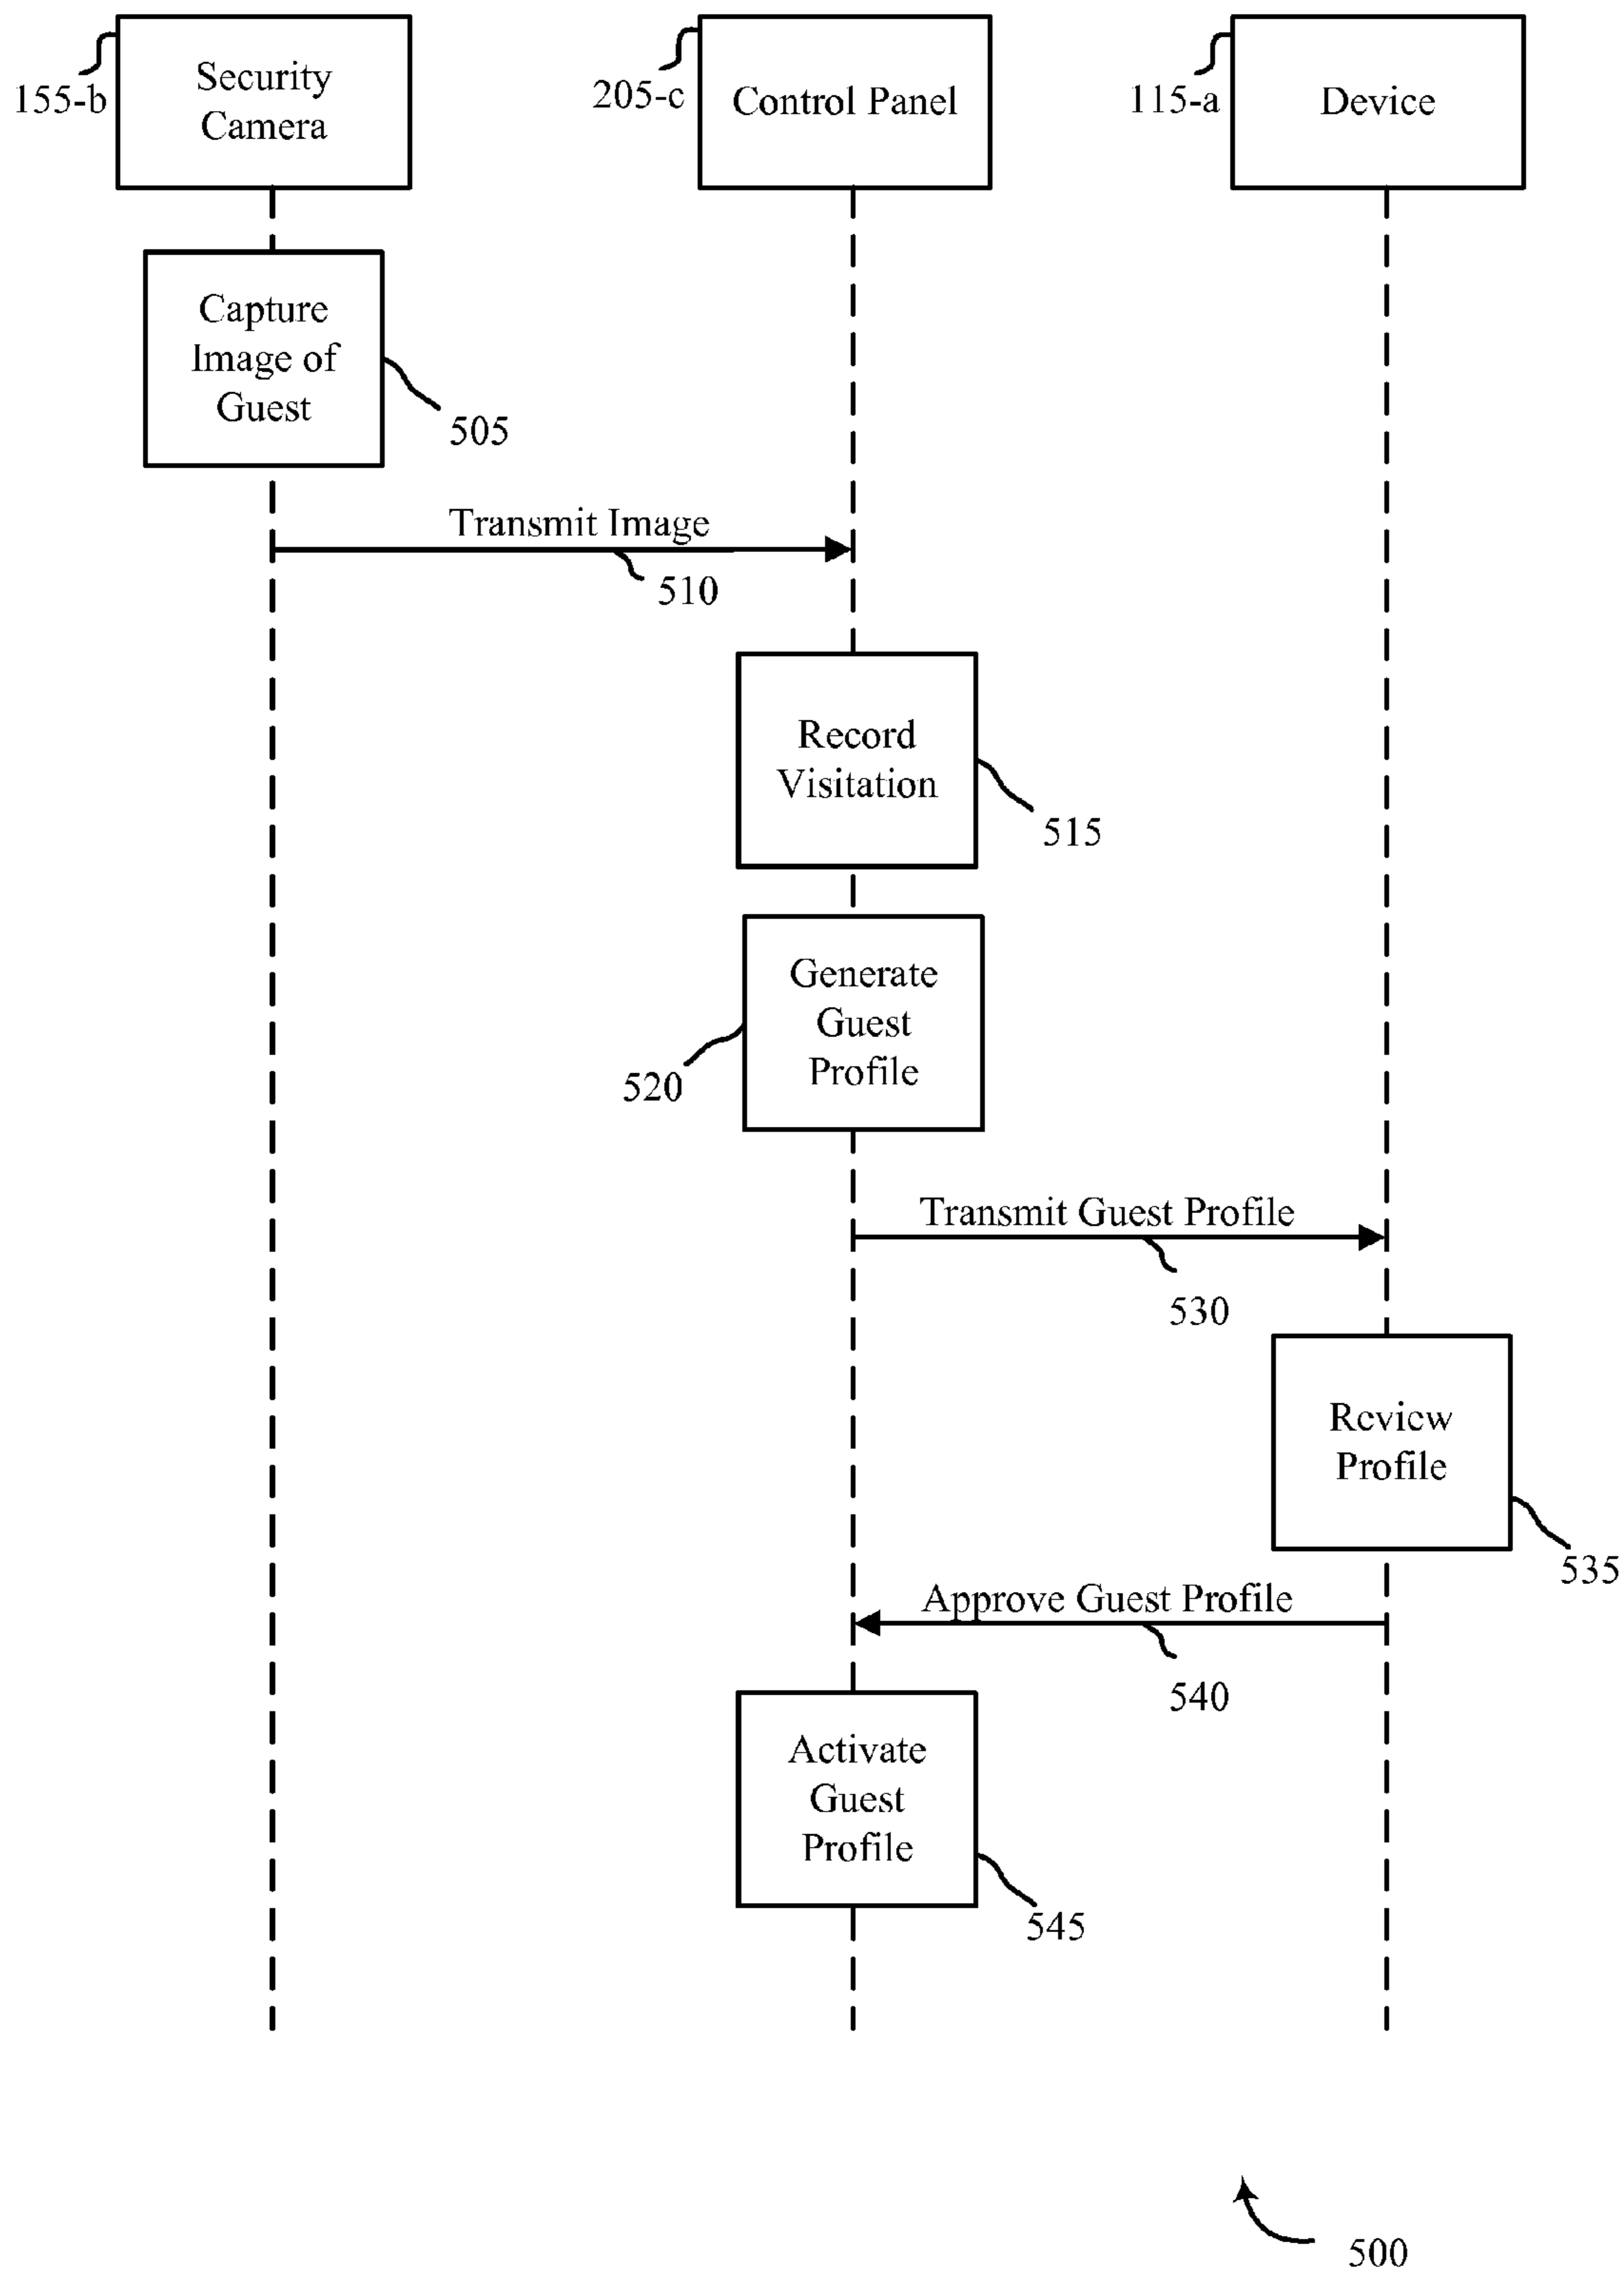 Security
Camera
155-b
Control Panel
205-c
Device
115-a
Capture
Image of
Guest
505
Transmit Image
510
Record
Visitation
515
Generate
Guest
Profile
520
Transmit Guest Profile
530
Review
Profile
535
Approve Guest Profile
540
Activate
Guest
Profile
545
500